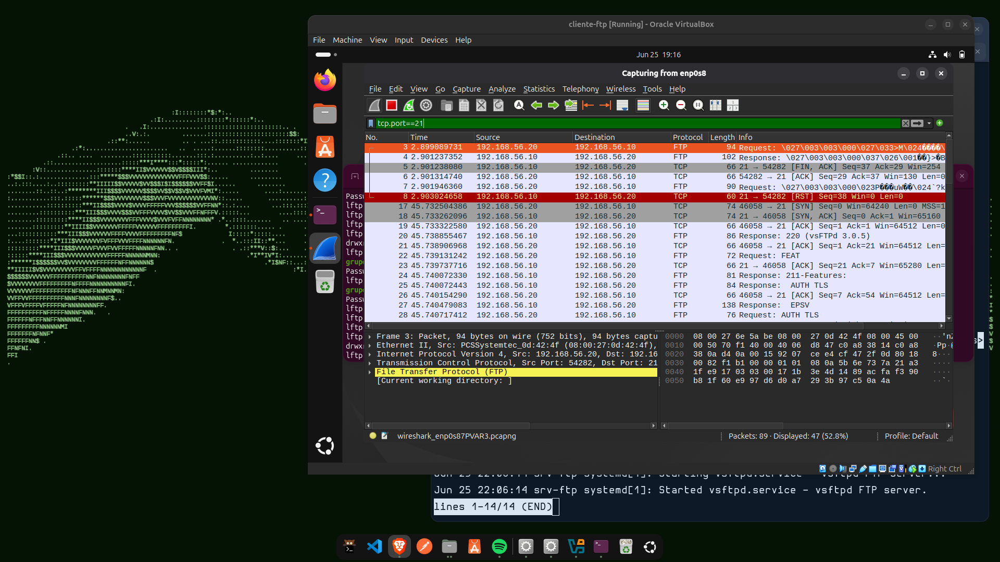 cliente-ftp [Running] - Oracle VirtualBox
File Machine View Input Devices Help
Jun 25 19:16
Capturing from enp0s8
File Edit View Go Capture Analyze Statistics Telephony Wireless Tools Help
tcp.port==21
No. Time Source Destination Protocol Length Info
3 2.899089731 192.168.56.20 192.168.56.10 FTP 94 Request: \027\003\003\000\027\033>M\024����\
4 2.901237352 192.168.56.10 192.168.56.20 FTP 102 Response: \027\003\003\000\037\026\001��}>�B
5 2.901238080 192.168.56.10 192.168.56.20 TCP 66 21 → 54282 [FIN, ACK] Seq=37 Ack=29 Win=254
6 2.901314740 192.168.56.20 192.168.56.10 TCP 66 54282 → 21 [ACK] Seq=29 Ack=37 Win=130 Len=0
7 2.901946360 192.168.56.20 192.168.56.10 FTP 90 Request: \027\003\003\000\023P���uW��\024`?k
8 2.903024658 192.168.56.10 192.168.56.20 TCP 60 21 → 54282 [RST] Seq=38 Win=0 Len=0
17 45.732504386 192.168.56.20 192.168.56.10 TCP 74 46058 → 21 [SYN] Seq=0 Win=64240 Len=0 MSS=1
18 45.733262096 192.168.56.10 192.168.56.20 TCP 74 21 → 46058 [SYN, ACK] Seq=0 Ack=1 Win=65160
19 45.733322580 192.168.56.20 192.168.56.10 TCP 66 46058 → 21 [ACK] Seq=1 Ack=1 Win=64512 Len=0
20 45.738855467 192.168.56.10 192.168.56.20 FTP 86 Response: 220 (vsFTPd 3.0.5)
21 45.738906968 192.168.56.20 192.168.56.10 TCP 66 46058 → 21 [ACK] Seq=1 Ack=21 Win=64512 Len=
22 45.739131242 192.168.56.20 192.168.56.10 FTP 72 Request: FEAT
23 45.739737716 192.168.56.10 192.168.56.20 TCP 66 21 → 46058 [ACK] Seq=21 Ack=7 Win=65280 Len=
24 45.740072330 192.168.56.10 192.168.56.20 FTP 81 Response: 211-Features:
25 45.740072443 192.168.56.10 192.168.56.20 FTP 84 Response: AUTH TLS
26 45.740154290 192.168.56.20 192.168.56.10 TCP 66 46058 → 21 [ACK] Seq=7 Ack=54 Win=64512 Len=
27 45.740479083 192.168.56.10 192.168.56.20 FTP 138 Response: EPSV
28 45.740717412 192.168.56.20 192.168.56.10 FTP 76 Request: AUTH TLS
Frame 3: Packet, 94 bytes on wire (752 bits), 94 bytes captu
Ethernet II, Src: PCSSystemtec_0d:42:4f (08:00:27:0d:42:4f),
Internet Protocol Version 4, Src: 192.168.56.20, Dst: 192.16
Transmission Control Protocol, Src Port: 54282, Dst Port: 21
File Transfer Protocol (FTP)
[Current working directory: ]
0000 08 00 27 6e 5a be 08 00 27 0d 42 4f 08 00 45 00 ··'nZ
0010 00 50 70 f1 40 00 40 06 d8 47 c0 a8 38 14 c0 a8 ·Pp·@
0020 38 0a d4 0a 00 15 92 07 ce e4 cf 47 2f 0d 80 18 8···
0030 00 82 f1 b1 00 00 01 01 08 0a 5b 6e 73 7a 21 a3 ····
0040 1f e9 17 03 03 00 17 1b 3e 4d 14 89 ac fa f3 90 ····
0050 b8 1f 60 e9 97 d6 d0 a7 29 3b 97 c5 0a 4a ··`·
wireshark_enp0s87PVAR3.pcapng Packets: 89 · Displayed: 47 (52.8%) Profile: Default
Passw
lftp
lftp
lftp
lftp
drwxr
lftp
grupo
Passw
lftp
grupo
Passw
lftp
lftp
lftp
lftp
drwxr
lftp
s>
Right Ctrl
Jun 25 22:06:14 srv-ftp systemd[1]: Starting vsftpd.service - vsftpd FTP server...
Jun 25 22:06:14 srv-ftp systemd[1]: Started vsftpd.service - vsftpd FTP server.
lines 1-14/14 (END)